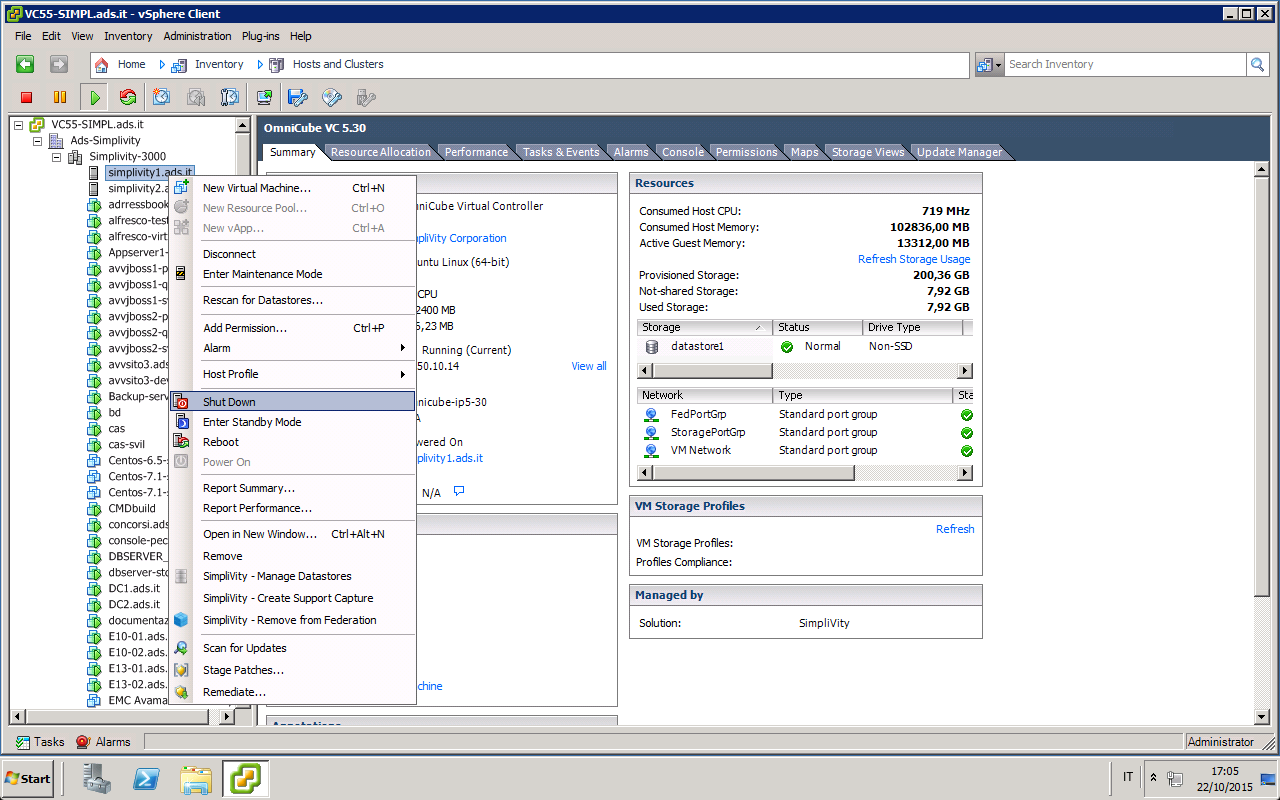 VC55-SIMPL.ads.it - vSphere Client
File Edit View Inventory Administration Plug-ins Help
Home Inventory Hosts and Clusters
Search Inventory
VC55-SIMPL.ads.it
Ads-Simplivity
Simplivity-3000
simplivity1.ads.it
simplivity2.a
adrressbook
alfresco-test
alfresco-virt
Appserver1-
avvjboss1-p
avvjboss1-q
avvjboss1-sv
avvjboss2-p
avvjboss2-q
avvjboss2-sv
avvsito3.ads
avvsito3-dev
Backup-serv
bd
cas
cas-svil
Centos-6.5-s
Centos-7.1-s
Centos-7.1-s
CMDbuild
concorsi.ads
console-pec
DBSERVER_
dbserver-sto
DC1.ads.it
DC2.ads.it
documentaz
E10-01.ads.
E10-02.ads.
E13-01.ads.
E13-02.ads.
EMC Avama
New Virtual Machine... Ctrl+N
New Resource Pool... Ctrl+O
New vApp... Ctrl+A
Disconnect
Enter Maintenance Mode
Rescan for Datastores...
Add Permission... Ctrl+P
Alarm
Host Profile
Shut Down
Enter Standby Mode
Reboot
Power On
Report Summary...
Report Performance...
Open in New Window... Ctrl+Alt+N
Remove
SimpliVity - Manage Datastores
SimpliVity - Create Support Capture
SimpliVity - Remove from Federation
Scan for Updates
Stage Patches...
Remediate...
OmniCube VC 5.30
Summary Resource Allocation Performance Tasks & Events Alarms Console Permissions Maps Storage Views Update Manager
mniCube Virtual Controller
mpliVity Corporation
untu Linux (64-bit)
CPU
2400 MB
5,23 MB
Running (Current)
50.10.14 View all
mnicube-ip5-30
A
wered On
mplivity1.ads.it
N/A
chine
Annotations
Resources
Consumed Host CPU: 719 MHz
Consumed Host Memory: 102836,00 MB
Active Guest Memory: 13312,00 MB
Refresh Storage Usage
Provisioned Storage: 200,36 GB
Not-shared Storage: 7,92 GB
Used Storage: 7,92 GB
Storage Status Drive Type
datastore1 Normal Non-SSD
Network Type Sta
FedPortGrp Standard port group
StoragePortGrp Standard port group
VM Network Standard port group
VM Storage Profiles
Refresh
VM Storage Profiles:
Profiles Compliance:
Managed by
Solution: SimpliVity
Tasks Alarms Administrator
Start IT 17:05
22/10/2015